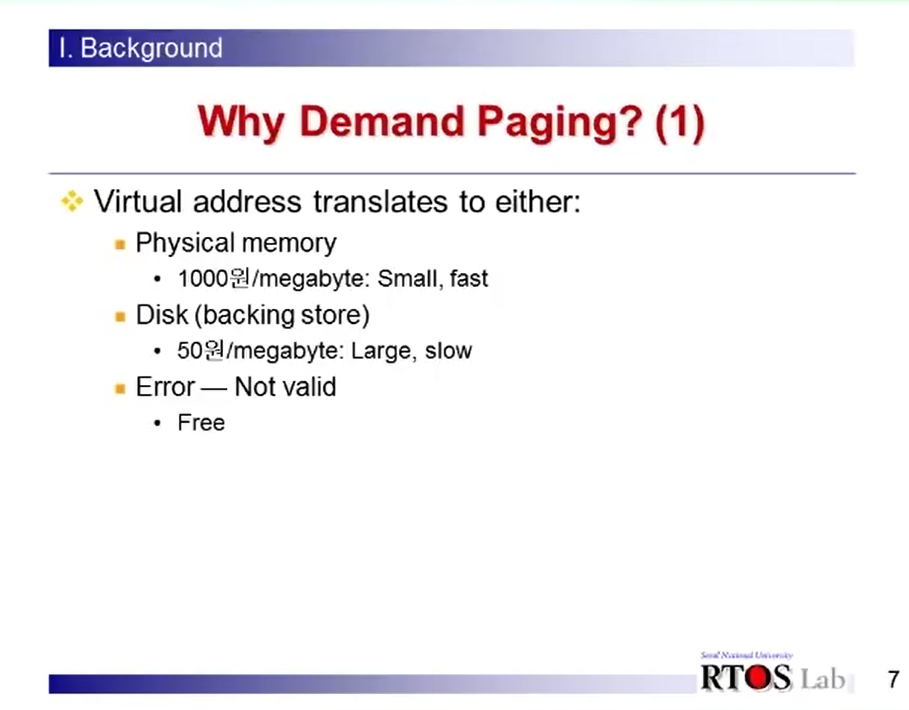 I. Background
Why Demand Paging? (1)
Virtual address translates to either:
Physical memory
• 1000원/megabyte: Small, fast
Disk (backing store)
• 50원/megabyte: Large, slow
Error — Not valid
• Free
Seoul National University
RTOS Lab
7